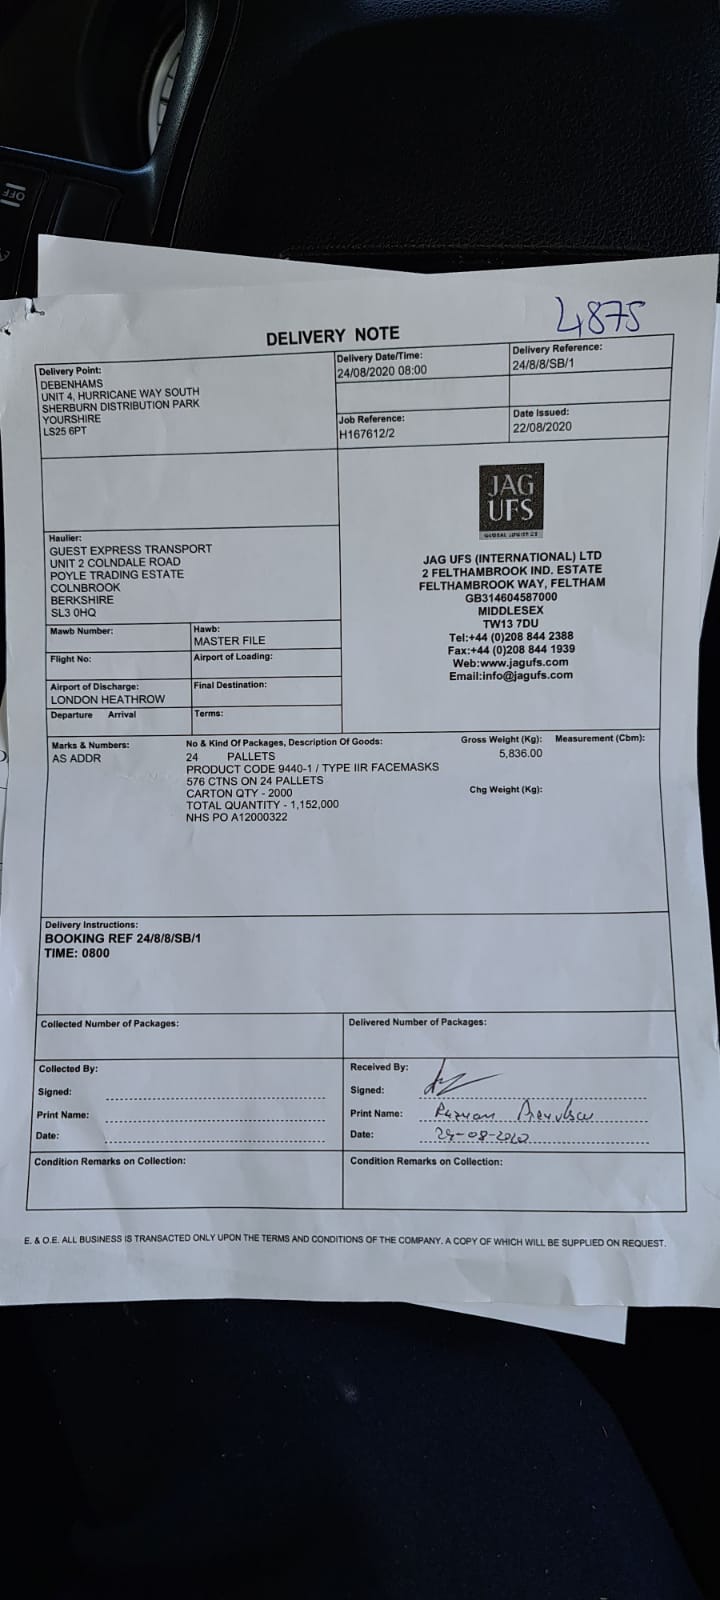 OFF
4875
DELIVERY NOTE
Delivery Point:
DEBENHAMS
UNIT 4, HURRICANE WAY SOUTH
SHERBURN DISTRIBUTION PARK
YOURSHIRE
LS25 6PT
Delivery Date/Time:
24/08/2020 08:00
Delivery Reference:
24/8/8/SB/1
Job Reference:
H167612/2
Date Issued:
22/08/2020
JAG
UFS
GLOBAL LOGISTICS
JAG UFS (INTERNATIONAL) LTD
2 FELTHAMBROOK IND. ESTATE
FELTHAMBROOK WAY, FELTHAM
GB314604587000
MIDDLESEX
TW13 7DU
Tel:+44 (0)208 844 2388
Fax:+44 (0)208 844 1939
Web:www.jagufs.com
Email:info@jagufs.com
Haulier:
GUEST EXPRESS TRANSPORT
UNIT 2 COLNDALE ROAD
POYLE TRADING ESTATE
COLNBROOK
BERKSHIRE
SL3 0HQ
Mawb Number:
Hawb:
MASTER FILE
Flight No:
Airport of Loading:
Airport of Discharge:
LONDON HEATHROW
Final Destination:
Departure Arrival
Terms:
Marks & Numbers:
AS ADDR
No & Kind Of Packages, Description Of Goods:
24 PALLETS
PRODUCT CODE 9440-1 / TYPE IIR FACEMASKS
576 CTNS ON 24 PALLETS
CARTON QTY - 2000
TOTAL QUANTITY - 1,152,000
NHS PO A12000322
Gross Weight (Kg):
5,836.00
Measurement (Cbm):
Chg Weight (Kg):
Delivery Instructions:
BOOKING REF 24/8/8/SB/1
TIME: 0800
Collected Number of Packages:
Delivered Number of Packages:
Collected By:
Signed:
Print Name:
Date:
Received By:
Signed:
Print Name: Razvan
Date: 24-08-2020
Condition Remarks on Collection:
Condition Remarks on Collection:
E. & O.E. ALL BUSINESS IS TRANSACTED ONLY UPON THE TERMS AND CONDITIONS OF THE COMPANY. A COPY OF WHICH WILL BE SUPPLIED ON REQUEST.